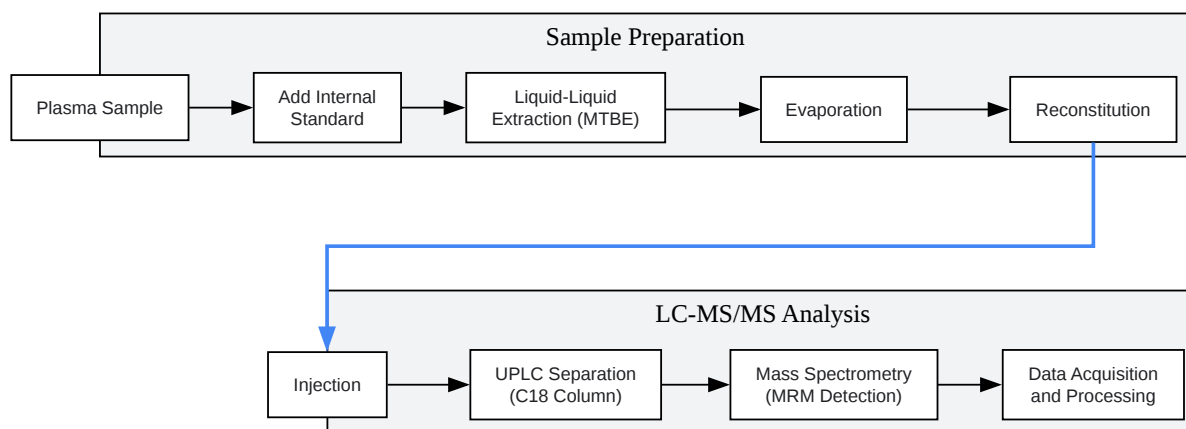 Sample Preparation
Plasma Sample
Add Internal
Standard
Liquid-Liquid
Extraction (MTBE)
Evaporation
Reconstitution
LC-MS/MS Analysis
Injection
UPLC Separation
(C18 Column)
Mass Spectrometry
(MRM Detection)
Data Acquisition
and Processing